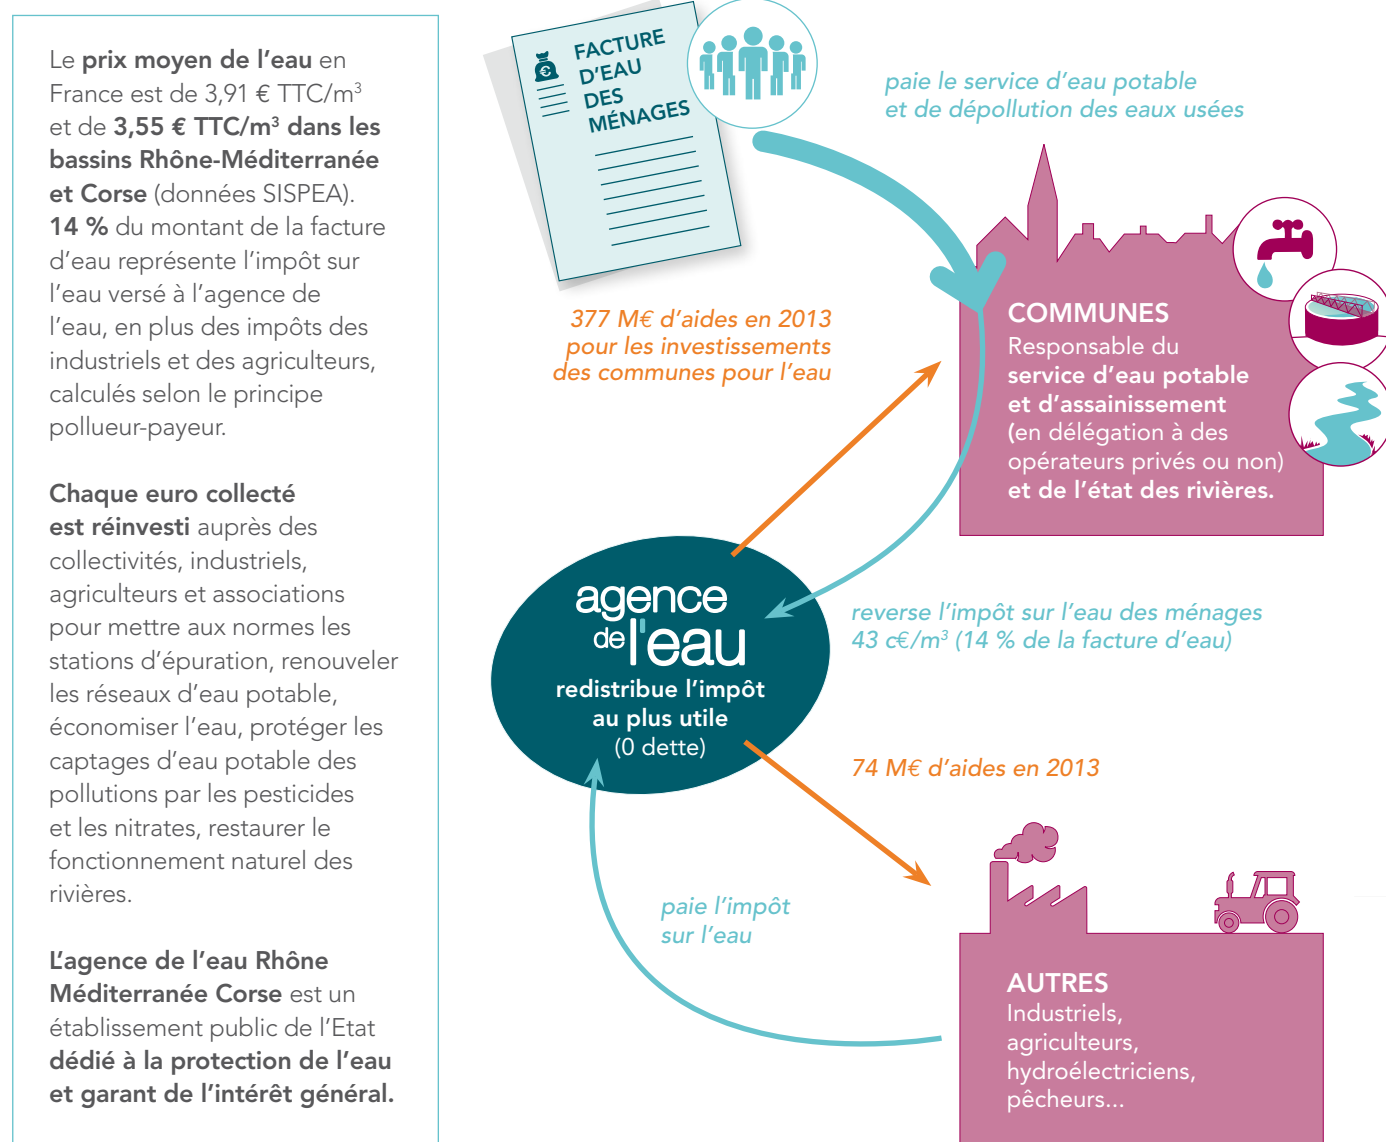 Le prix moyen de l’eau en
France est de 3,91 € TTC/m³
et de 3,55 € TTC/m³ dans les
bassins Rhône-Méditerranée
et Corse (données SISPEA).
14 % du montant de la facture
d’eau représente l’impôt sur
l’eau versé à l’agence de
l’eau, en plus des impôts des
industriels et des agriculteurs,
calculés selon le principe
pollueur-payeur.
Chaque euro collecté
est réinvesti auprès des
collectivités, industriels,
agriculteurs et associations
pour mettre aux normes les
stations d’épuration, renouveler
les réseaux d’eau potable,
économiser l’eau, protéger les
captages d’eau potable des
pollutions par les pesticides
et les nitrates, restaurer le
fonctionnement naturel des
rivières.
L’agence de l’eau Rhône
Méditerranée Corse est un
établissement public de l’Etat
dédié à la protection de l’eau
et garant de l’intérêt général.
€
FACTURE
D’EAU
DES
MÉNAGES
paie le service d’eau potable
et de dépollution des eaux usées
377 M€ d’aides en 2013
pour les investissements
des communes pour l’eau
COMMUNES
Responsable du
service d’eau potable
et d’assainissement
(en délégation à des
opérateurs privés ou non)
et de l’état des rivières.
agence
de l'eau
redistribue l’impôt
au plus utile
(0 dette)
reverse l’impôt sur l’eau des ménages
43 c€/m³ (14 % de la facture d’eau)
74 M€ d’aides en 2013
paie l’impôt
sur l’eau
AUTRES
Industriels,
agriculteurs,
hydroélectriciens,
pêcheurs...